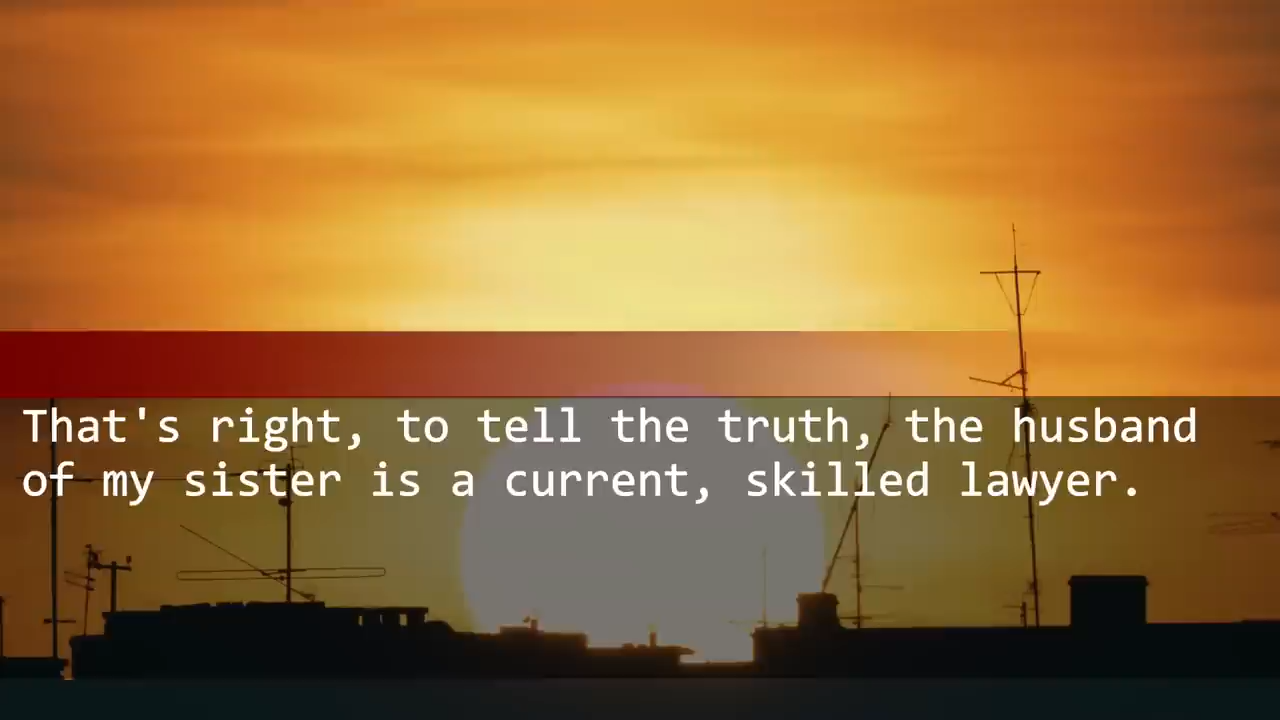 That's right, to tell the truth, the husband
of my sister is a current, skilled lawyer.